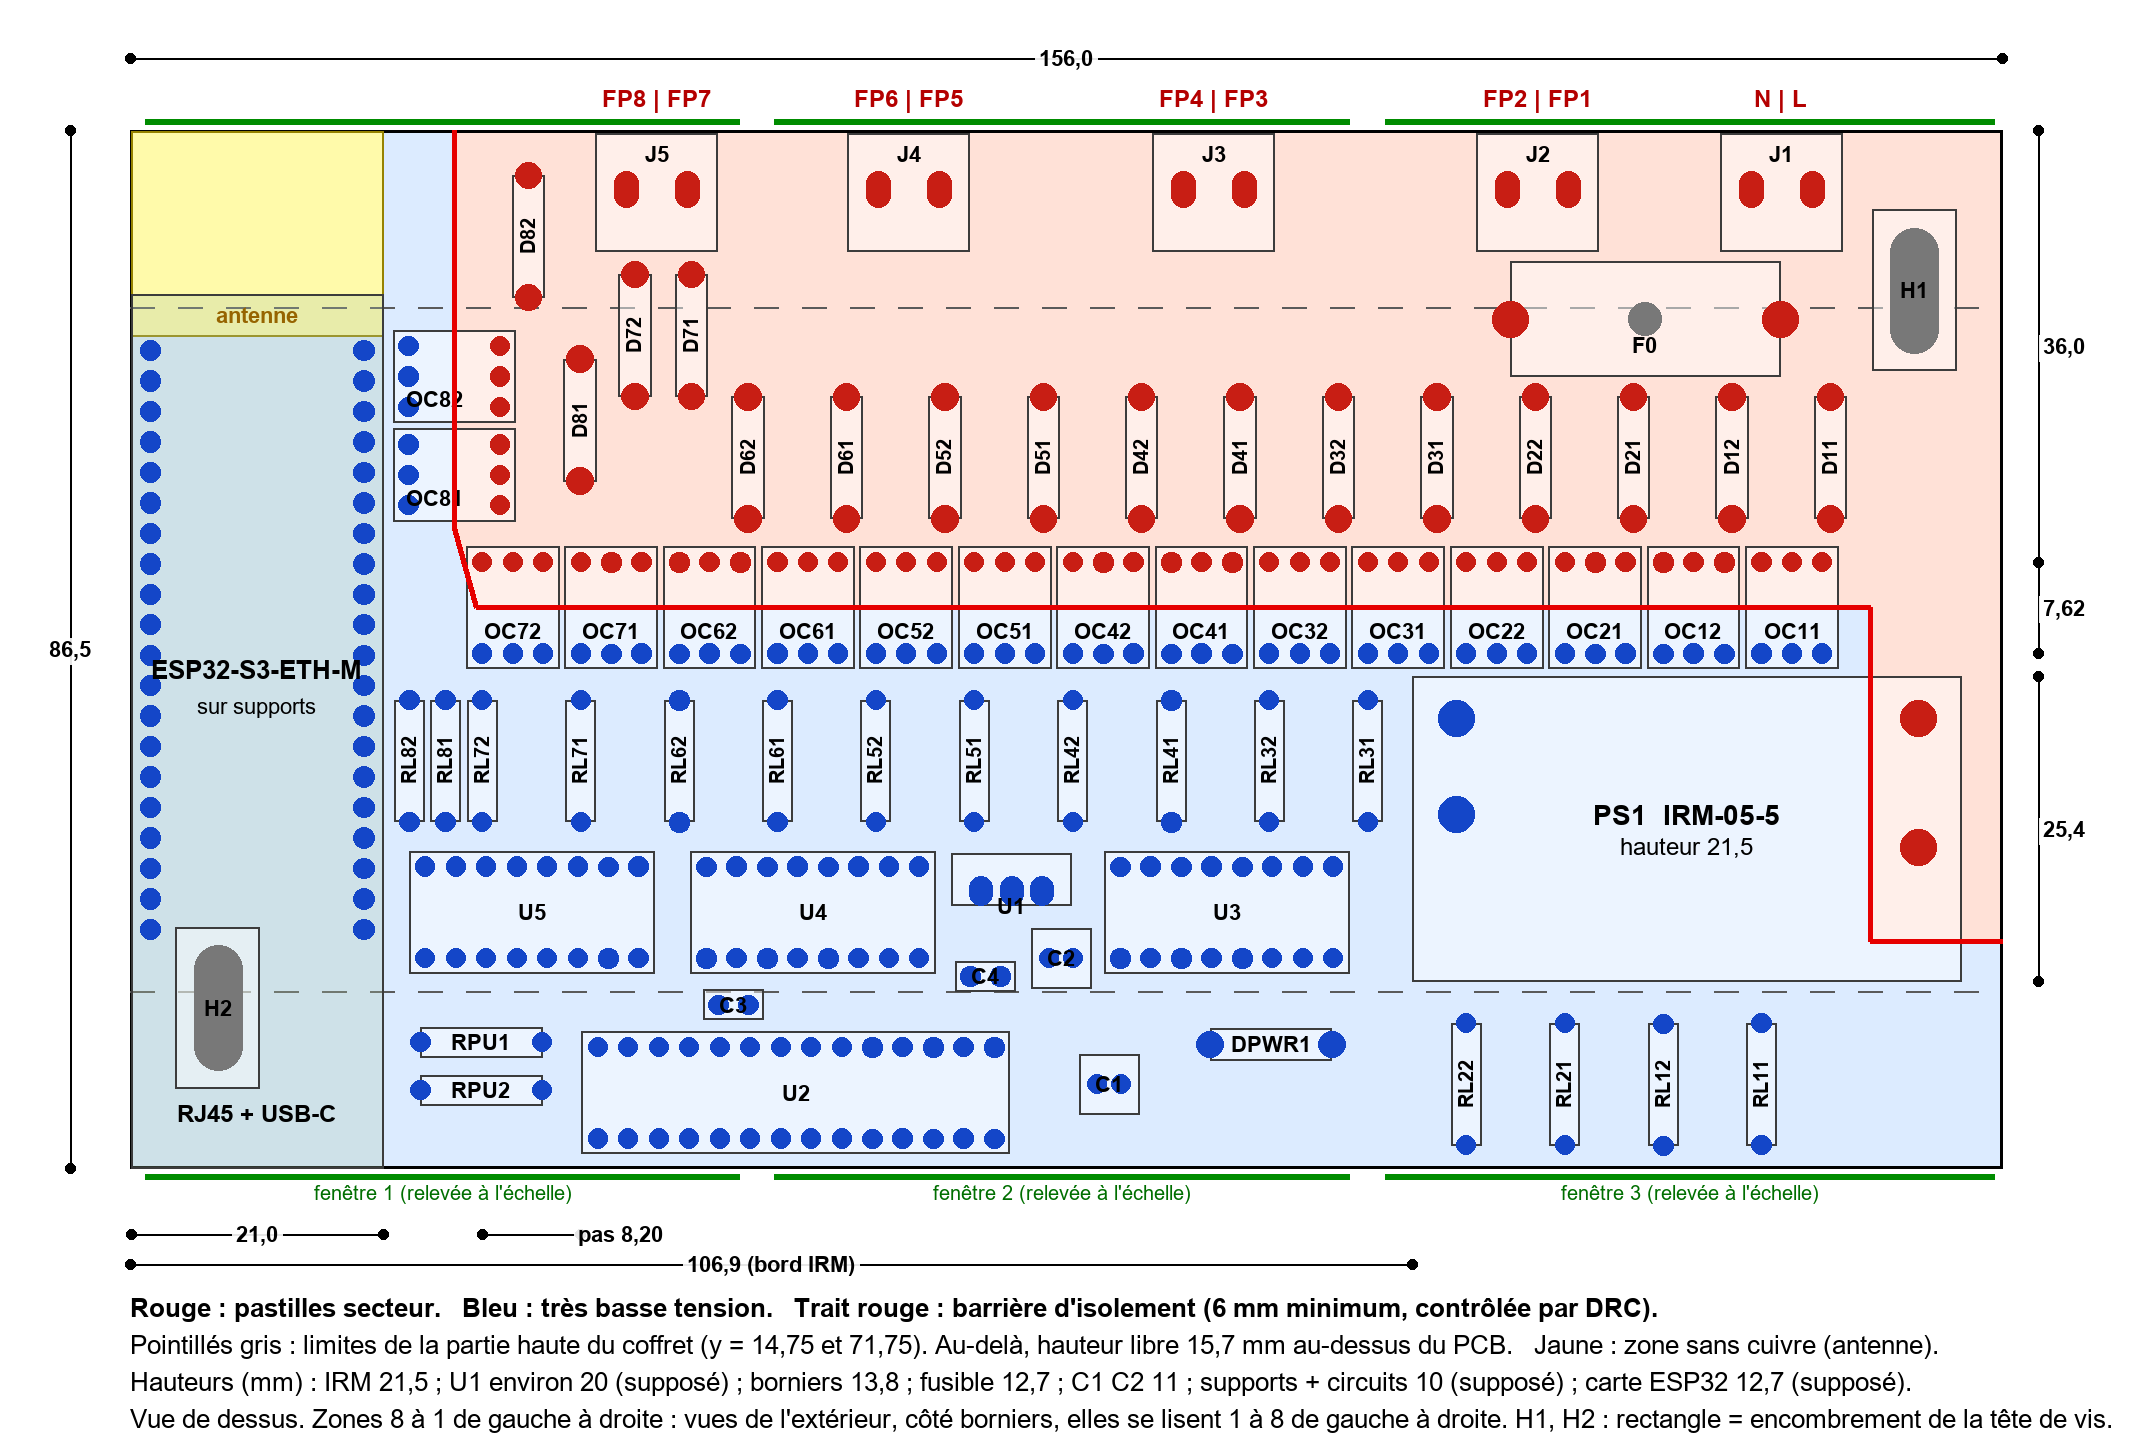 156,0
FP8 | FP7
FP6 | FP5
FP4 | FP3
FP2 | FP1
N | L
J5
J4
J3
J2
J1
D82
H1
antenne
D72
D71
F0
36,0
OC82
D81
D62
D61
D52
D51
D42
D41
D32
D31
D22
D21
D12
D11
OC81
7,62
OC72
OC71
OC62
OC61
OC52
OC51
OC42
OC41
OC32
OC31
OC22
OC21
OC12
OC11
86,5
ESP32-S3-ETH-M
sur supports
RL82
RL81
RL72
RL71
RL62
RL61
RL52
RL51
RL42
RL41
RL32
RL31
PS1 IRM-05-5
hauteur 21,5
25,4
U5
U4
U1
U3
C2
C4
C3
H2
RPU1
DPWR1
RPU2
U2
C1
RL22
RL21
RL12
RL11
RJ45 + USB-C
fenêtre 1 (relevée à l'échelle)
fenêtre 2 (relevée à l'échelle)
fenêtre 3 (relevée à l'échelle)
21,0
pas 8,20
106,9 (bord IRM)
Rouge : pastilles secteur. Bleu : très basse tension. Trait rouge : barrière d'isolement (6 mm minimum, contrôlée par DRC).
Pointillés gris : limites de la partie haute du coffret (y = 14,75 et 71,75). Au-delà, hauteur libre 15,7 mm au-dessus du PCB. Jaune : zone sans cuivre (antenne).
Hauteurs (mm) : IRM 21,5 ; U1 environ 20 (supposé) ; borniers 13,8 ; fusible 12,7 ; C1 C2 11 ; supports + circuits 10 (supposé) ; carte ESP32 12,7 (supposé).
Vue de dessus. Zones 8 à 1 de gauche à droite : vues de l'extérieur, côté borniers, elles se lisent 1 à 8 de gauche à droite. H1, H2 : rectangle = encombrement de la tête de vis.